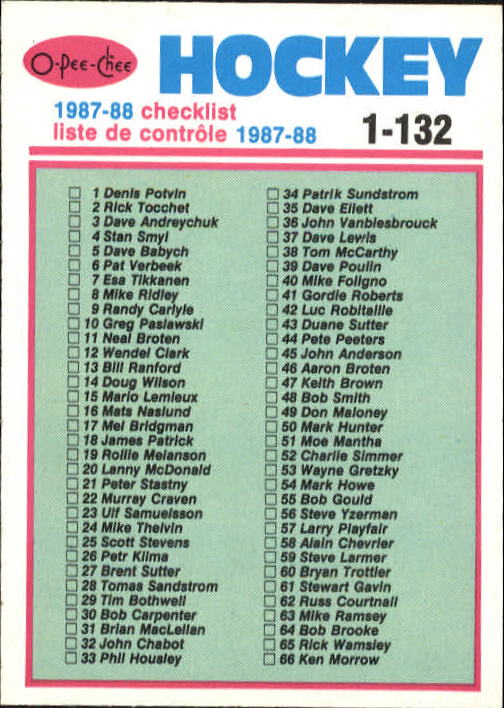 O-Pee-Chee
HOCKEY
1987-88 checklist
liste de contrôle 1987-88
1-132
1 Denis Potvin
2 Rick Tocchet
3 Dave Andreychuk
4 Stan Smyl
5 Dave Babych
6 Pat Verbeek
7 Esa Tikkanen
8 Mike Ridley
9 Randy Carlyle
10 Greg Paslawski
11 Neal Broten
12 Wendel Clark
13 Bill Ranford
14 Doug Wilson
15 Mario Lemieux
16 Mats Naslund
17 Mel Bridgman
18 James Patrick
19 Rollie Melanson
20 Lanny McDonald
21 Peter Stastny
22 Murray Craven
23 Ulf Samuelsson
24 Mike Thelvin
25 Scott Stevens
26 Petr Klima
27 Brent Sutter
28 Tomas Sandstrom
29 Tim Bothwell
30 Bob Carpenter
31 Brian MacLellan
32 John Chabot
33 Phil Housley
34 Patrik Sundstrom
35 Dave Ellett
36 John Vanbiesbrouck
37 Dave Lewis
38 Tom McCarthy
39 Dave Poulin
40 Mike Foligno
41 Gordie Roberts
42 Luc Robitaille
43 Duane Sutter
44 Pete Peeters
45 John Anderson
46 Aaron Broten
47 Keith Brown
48 Bob Smith
49 Don Maloney
50 Mark Hunter
51 Moe Mantha
52 Charlie Simmer
53 Wayne Gretzky
54 Mark Howe
55 Bob Gould
56 Steve Yzerman
57 Larry Playfair
58 Alain Chevrier
59 Steve Larmer
60 Bryan Trottier
61 Stewart Gavin
62 Russ Courtnall
63 Mike Ramsey
64 Bob Brooke
65 Rick Wamsley
66 Ken Morrow